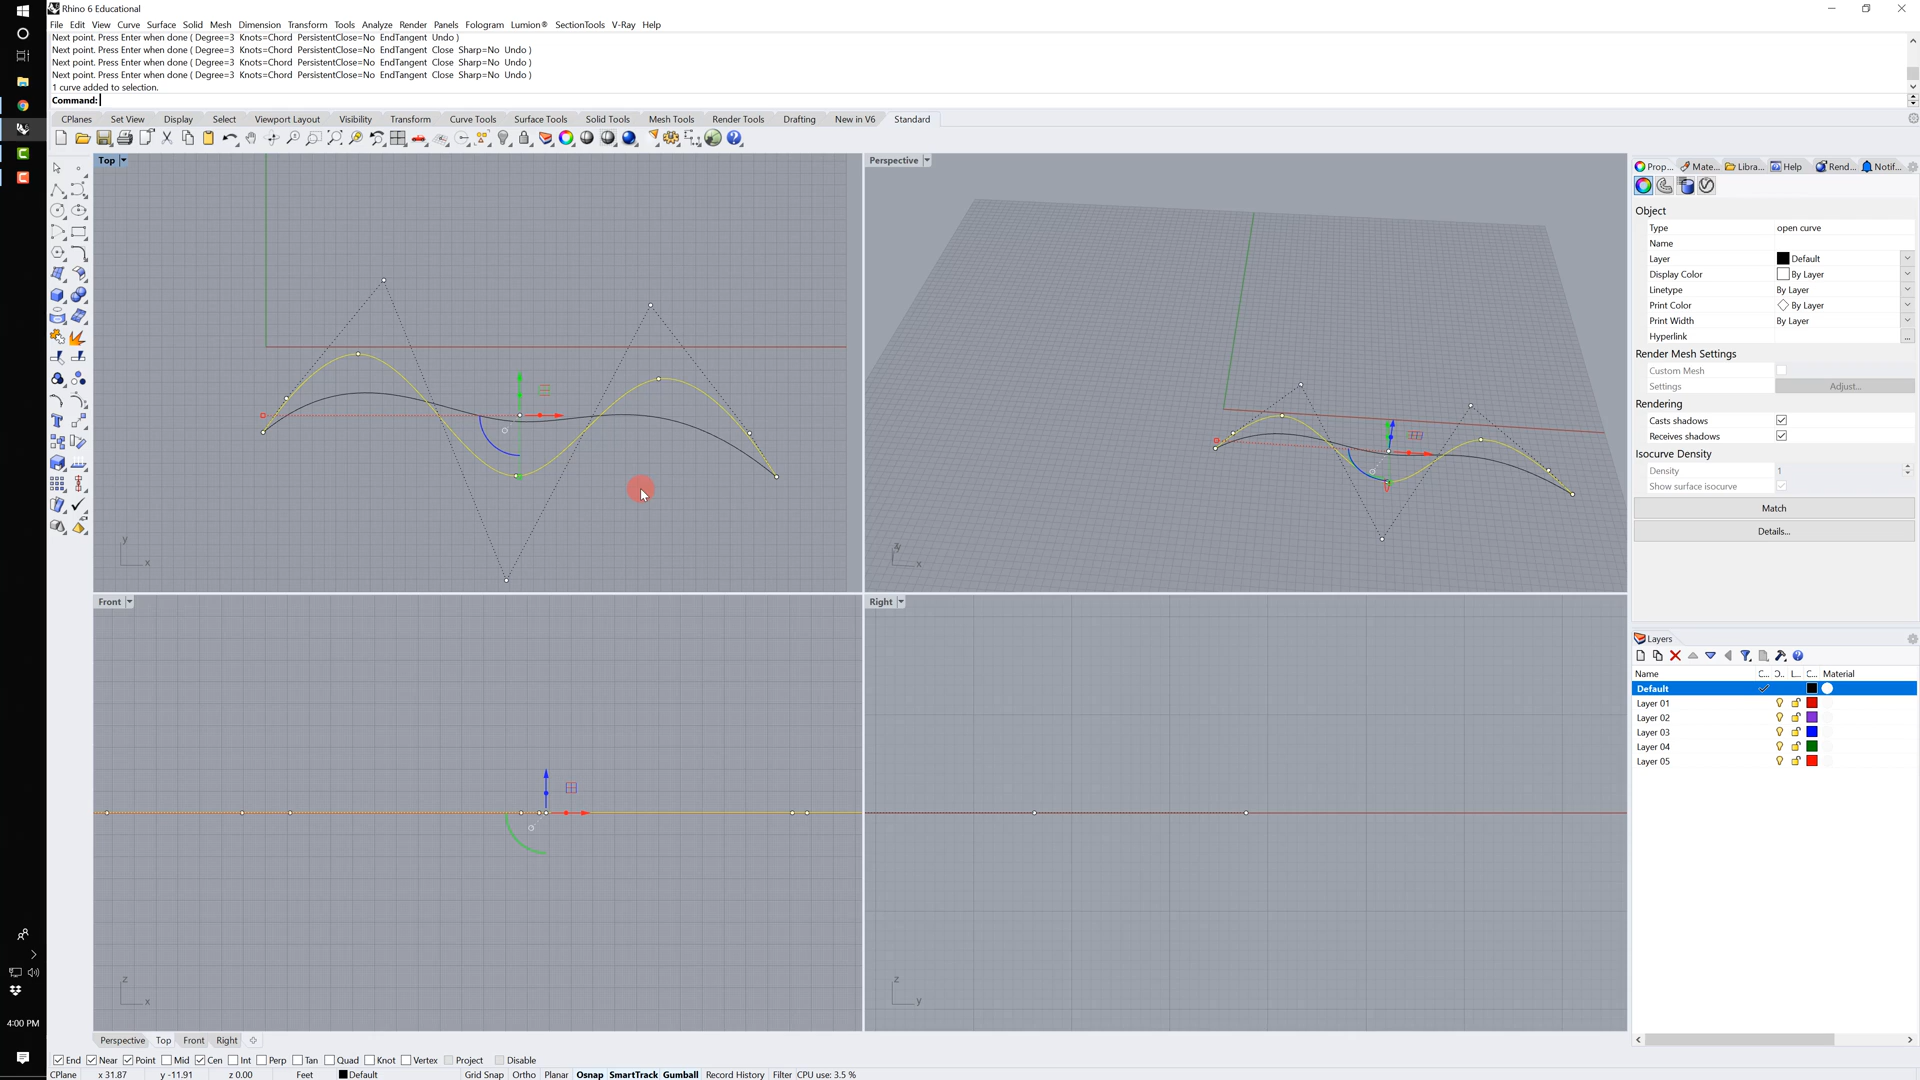 Rhino 6 Educational
File Edit View Curve Surface Solid Mesh Dimension Transform Tools Analyze Render Panels Fologram Lumion® SectionTools V-Ray Help
Next point. Press Enter when done ( Degree=3 Knots=Chord PersistentClose=No EndTangent Undo )
Next point. Press Enter when done ( Degree=3 Knots=Chord PersistentClose=No EndTangent Close Sharp=No Undo )
Next point. Press Enter when done ( Degree=3 Knots=Chord PersistentClose=No EndTangent Close Sharp=No Undo )
Next point. Press Enter when done ( Degree=3 Knots=Chord PersistentClose=No EndTangent Close Sharp=No Undo )
1 curve added to selection.
Command:
CPlanes Set View Display Select Viewport Layout Visibility Transform Curve Tools Surface Tools Solid Tools Mesh Tools Render Tools Drafting New in V6 Standard
Top
y
x
Perspective
x
Front
z
x
Right
z
y
Prop... Mate... Libra... Help Rend... Notif...
Object
Type open curve
Name
Layer Default
Display Color By Layer
Linetype By Layer
Print Color By Layer
Print Width By Layer
Hyperlink ...
Render Mesh Settings
Custom Mesh
Settings Adjust...
Rendering
Casts shadows
Receives shadows
Isocurve Density
Density 1
Show surface isocurve
Match
Details...
Layers
Name C... O.. L... C... Material
Default
Layer 01
Layer 02
Layer 03
Layer 04
Layer 05
4:00 PM
Perspective Top Front Right
End Near Point Mid Cen Int Perp Tan Quad Knot Vertex Project Disable
CPlane x 31.87 y -11.91 z 0.00 Feet Default Grid Snap Ortho Planar Osnap SmartTrack Gumball Record History Filter CPU use: 3.5 %